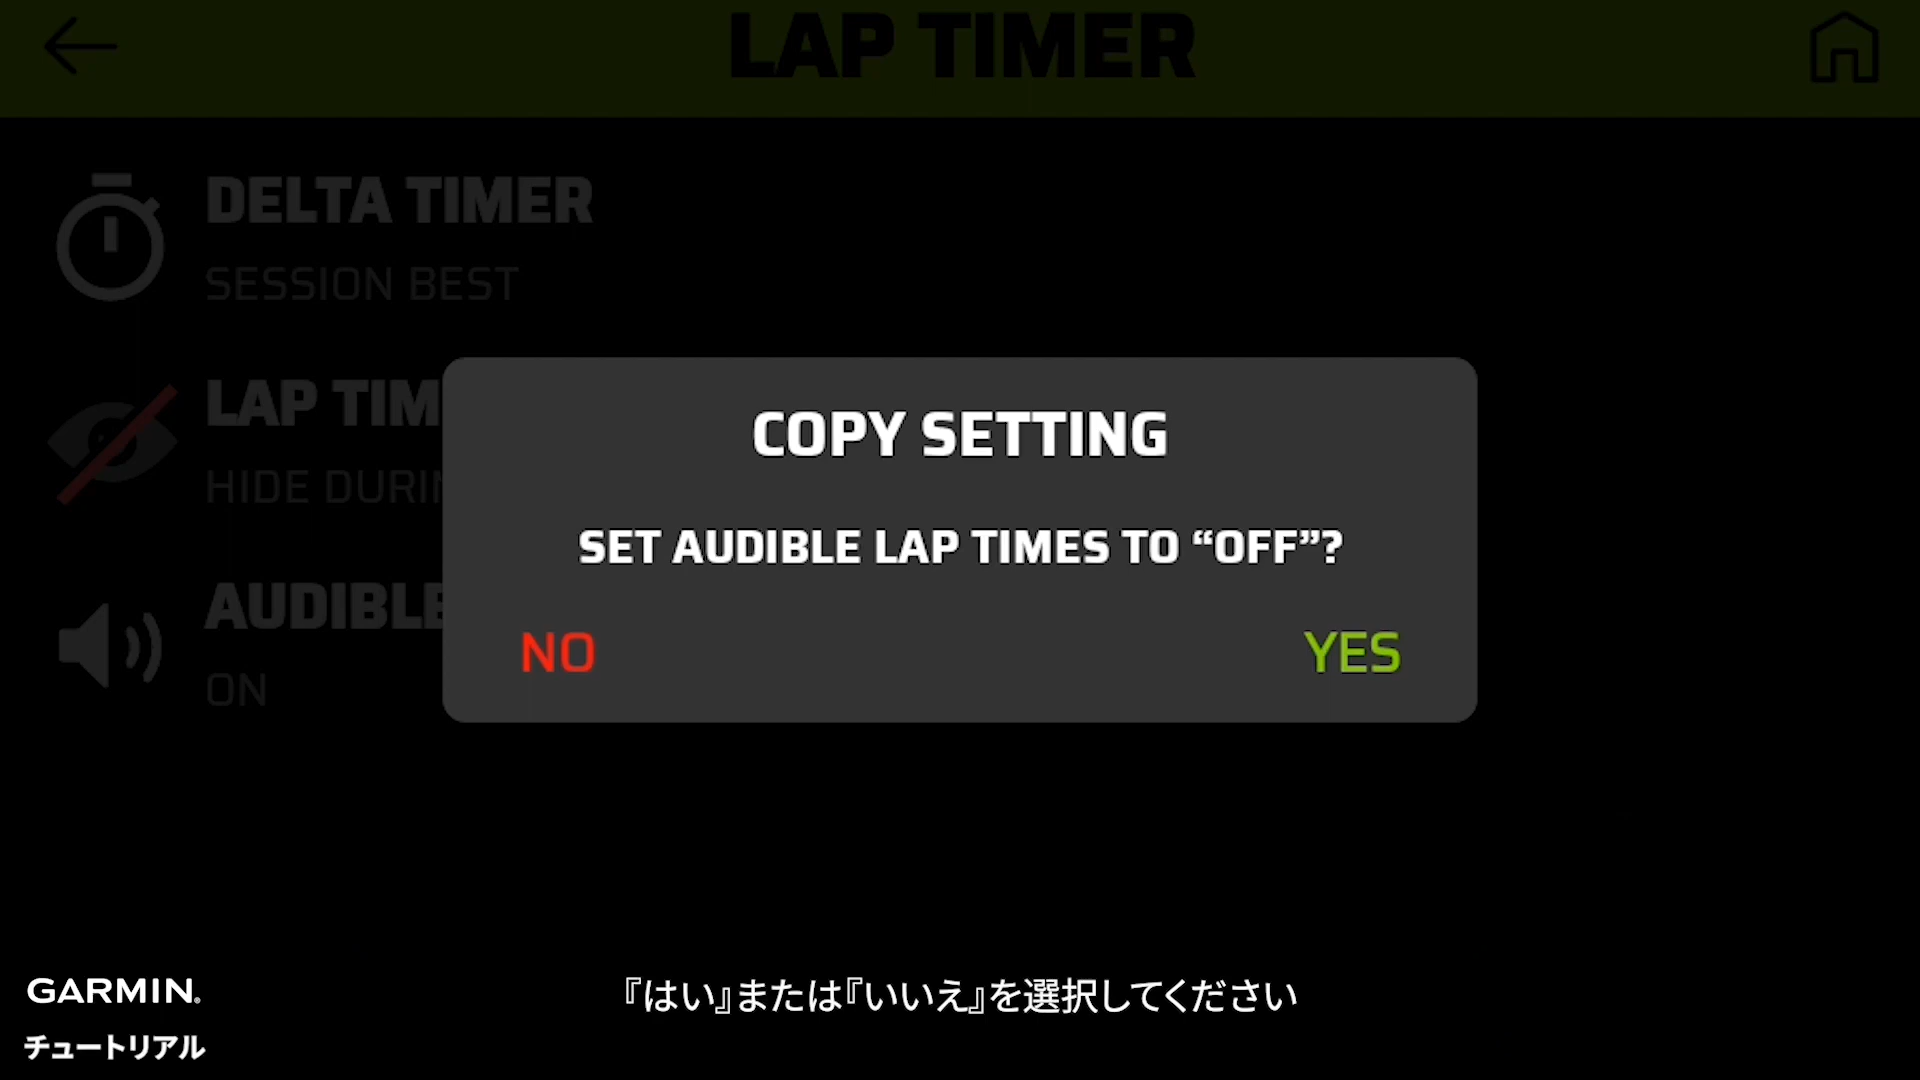 LAP TIMER
DELTA TIMER
SESSION BEST
LAP TIM
HIDE DURIN
AUDIBLE
ON
COPY SETTING
SET AUDIBLE LAP TIMES TO “OFF”?
NO
YES
『はい』または『いいえ』を選択してください
GARMIN®
チュートリアル